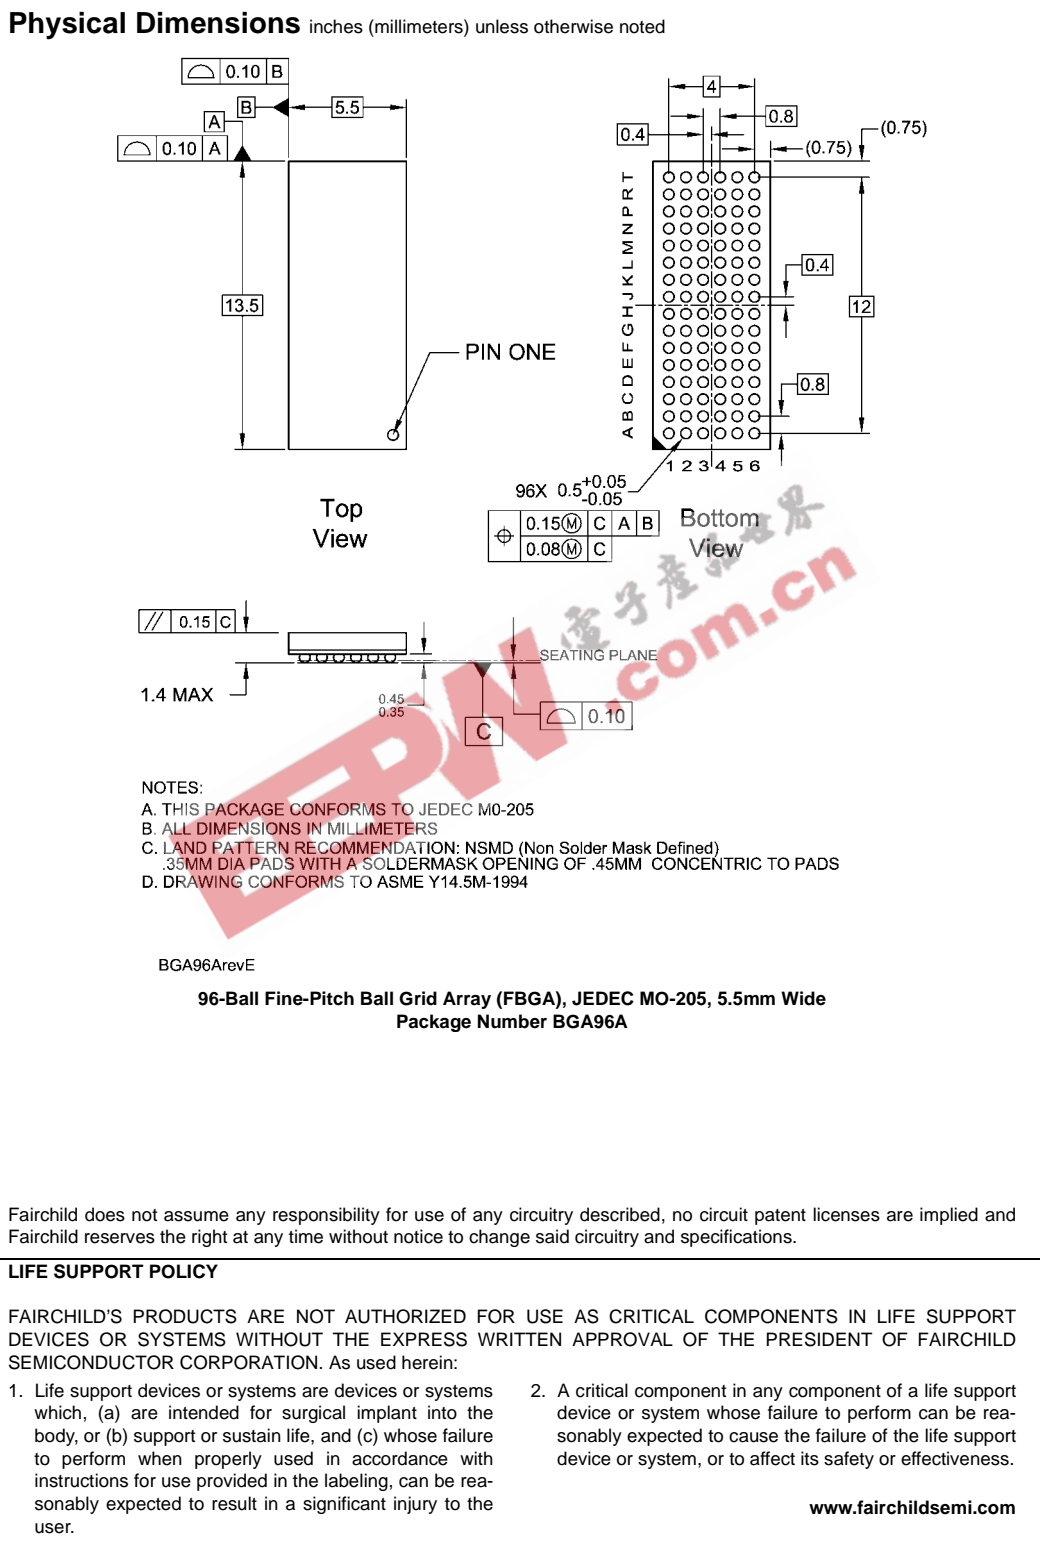 Physical Dimensions inches (millimeters) unless otherwise noted
0.10 B
B 5.5
A
0.10 A
13.5
PIN ONE
Top
View
4
0.8
0.4
(0.75)
(0.75)
T
R
P
N
M
L
K
J
H
G
F
E
D
C
B
A
0.4
12
0.8
1 2 3 4 5 6
96X 0.5 +0.05
-0.05
0.15 M C A B
0.08 M C
Bottom
View
// 0.15 C
1.4 MAX
0.45
0.35
SEATING PLANE
C
0.10
電子產品世界
EEPW.com.cn
NOTES:
A. THIS PACKAGE CONFORMS TO JEDEC M0-205
B. ALL DIMENSIONS IN MILLIMETERS
C. LAND PATTERN RECOMMENDATION: NSMD (Non Solder Mask Defined)
.35MM DIA PADS WITH A SOLDERMASK OPENING OF .45MM CONCENTRIC TO PADS
D. DRAWING CONFORMS TO ASME Y14.5M-1994
BGA96ArevE
96-Ball Fine-Pitch Ball Grid Array (FBGA), JEDEC MO-205, 5.5mm Wide
Package Number BGA96A
Fairchild does not assume any responsibility for use of any circuitry described, no circuit patent licenses are implied and
Fairchild reserves the right at any time without notice to change said circuitry and specifications.
LIFE SUPPORT POLICY
FAIRCHILD'S PRODUCTS ARE NOT AUTHORIZED FOR USE AS CRITICAL COMPONENTS IN LIFE SUPPORT
DEVICES OR SYSTEMS WITHOUT THE EXPRESS WRITTEN APPROVAL OF THE PRESIDENT OF FAIRCHILD
SEMICONDUCTOR CORPORATION. As used herein:
1. Life support devices or systems are devices or systems
which, (a) are intended for surgical implant into the
body, or (b) support or sustain life, and (c) whose failure
to perform when properly used in accordance with
instructions for use provided in the labeling, can be rea-
sonably expected to result in a significant injury to the
user.
2. A critical component in any component of a life support
device or system whose failure to perform can be rea-
sonably expected to cause the failure of the life support
device or system, or to affect its safety or effectiveness.
www.fairchildsemi.com